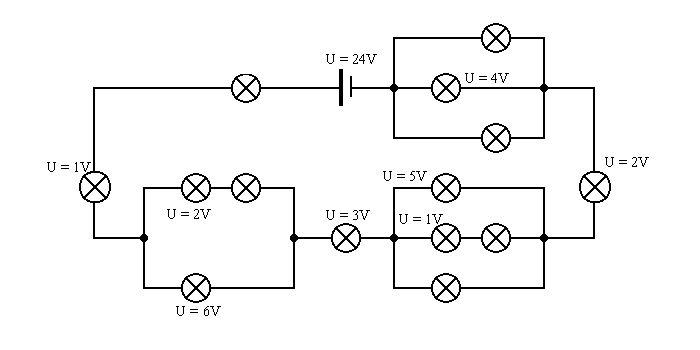 U = 24V
U = 4V
U = 1V
U = 2V
U = 5V
U = 2V
U = 3V
U = 1V
U = 6V